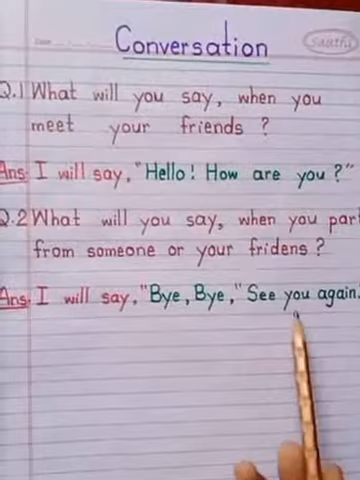 Conversation
Saathi
Q.1 What will you say, when you
meet your friends ?
Ans: I will say, "Hello! How are you ?"
Q.2 What will you say, when you part
from someone or your fridens ?
Ans: I will say, "Bye, Bye," See you again.